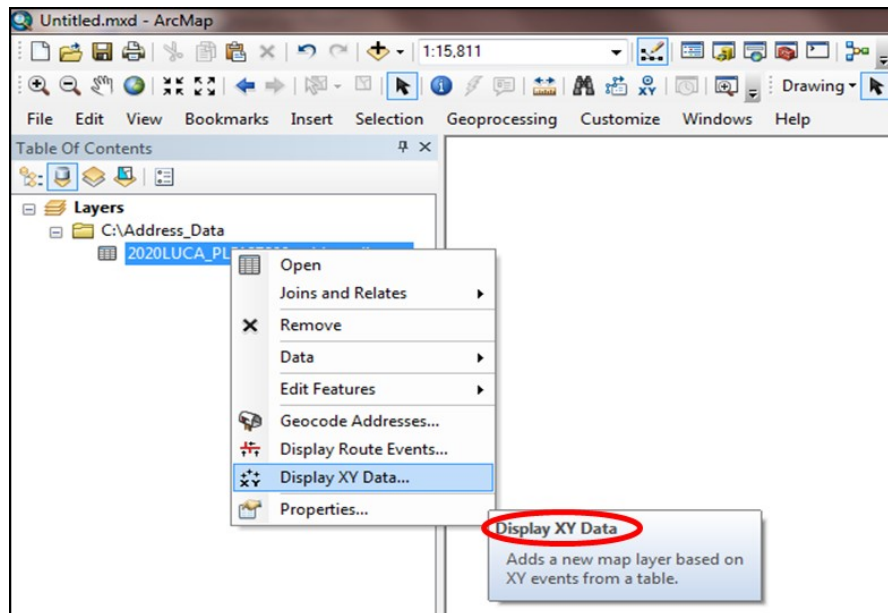 Untitled.mxd - ArcMap
1:15,811
Drawing
File Edit View Bookmarks Insert Selection Geoprocessing Customize Windows Help
Table Of Contents
Layers
C:\Address_Data
Open
Joins and Relates
Remove
Data
Edit Features
Geocode Addresses...
Display Route Events...
Display XY Data...
Properties...
Display XY Data
Adds a new map layer based on
XY events from a table.